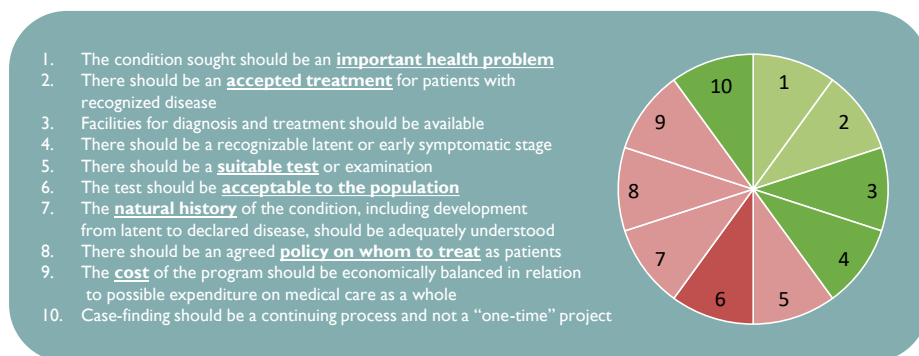 1. The condition sought should be an important health problem
2. There should be an accepted treatment for patients with
recognized disease
3. Facilities for diagnosis and treatment should be available
4. There should be a recognizable latent or early symptomatic stage
5. There should be a suitable test or examination
6. The test should be acceptable to the population
7. The natural history of the condition, including development
from latent to declared disease, should be adequately understood
8. There should be an agreed policy on whom to treat as patients
9. The cost of the program should be economically balanced in relation
to possible expenditure on medical care as a whole
10. Case-finding should be a continuing process and not a “one-time” project
1
2
3
4
5
6
7
8
9
10